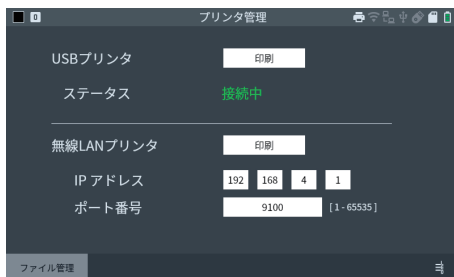 0 プリンタ管理
USBプリンタ 印刷
ステータス 接続中
無線LANプリンタ 印刷
IP アドレス 192 168 4 1
ポート番号 9100 [1-65535]
ファイル管理